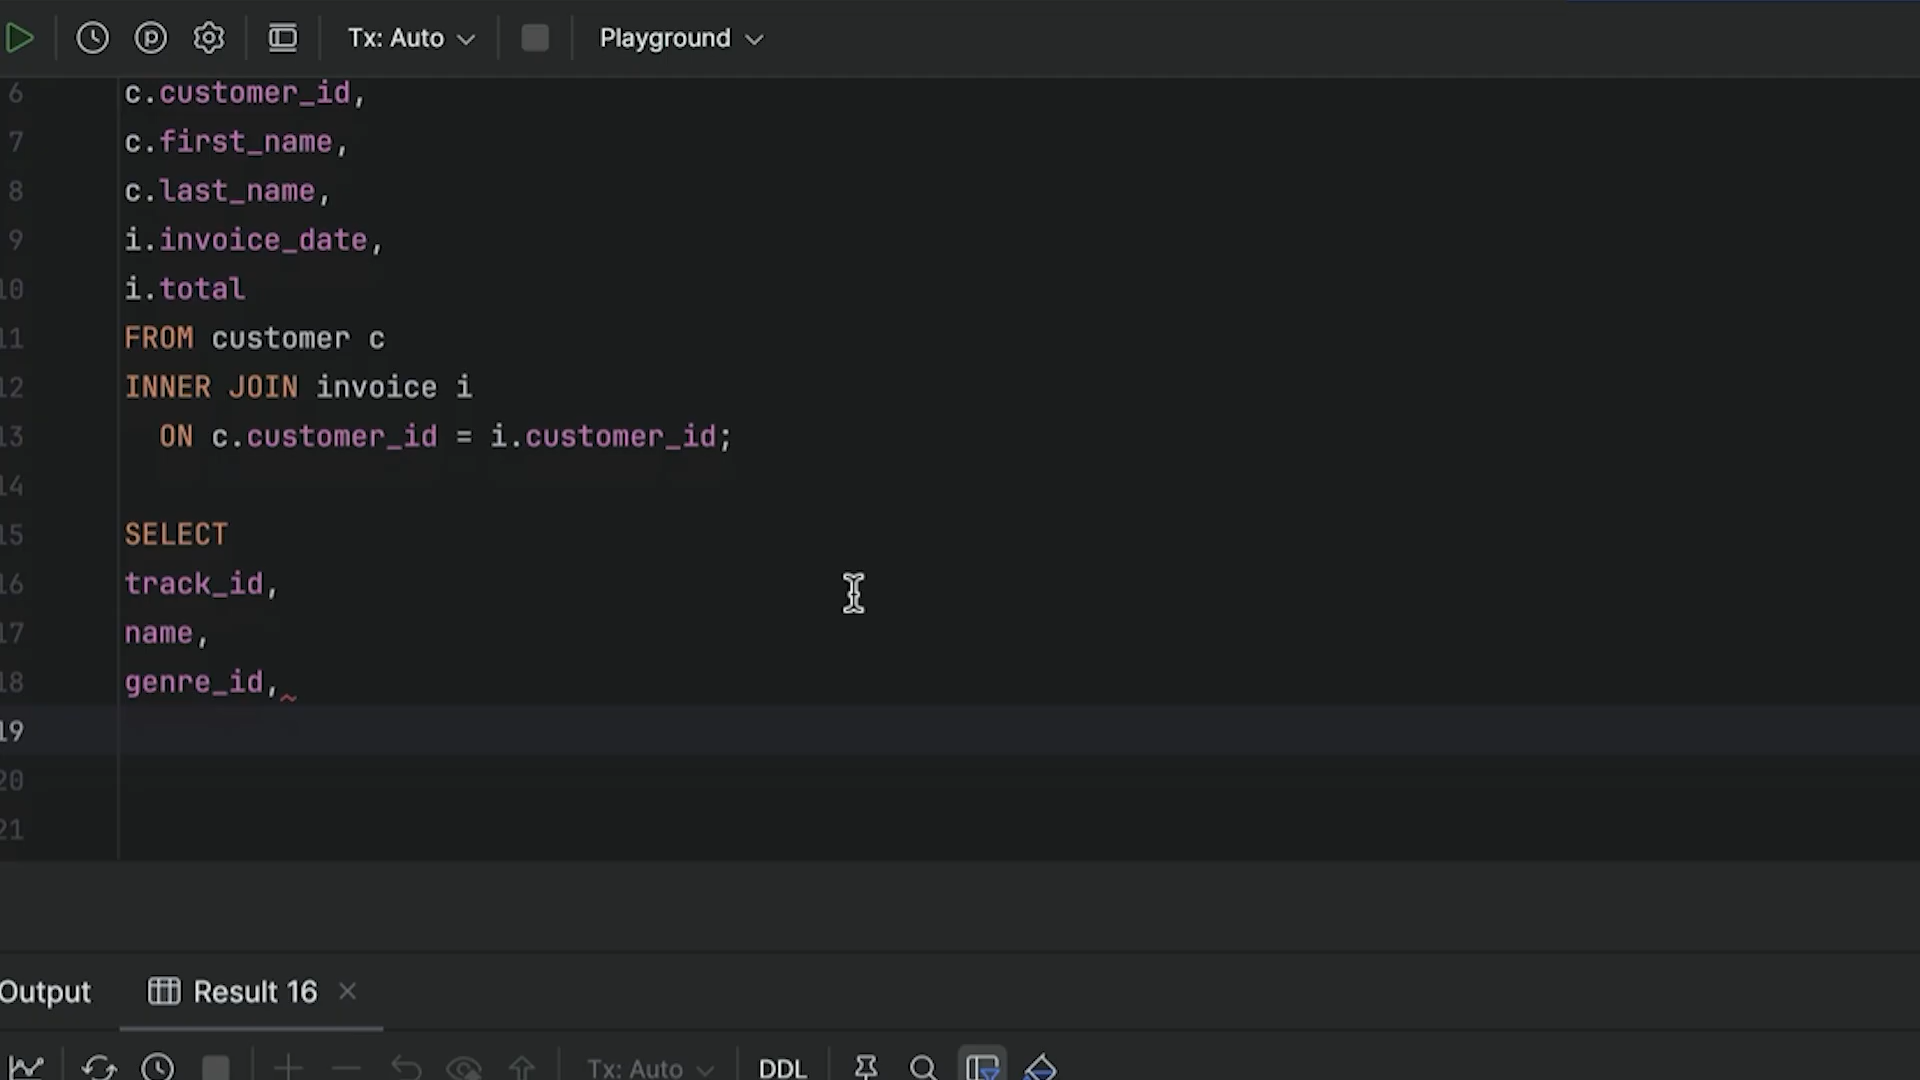 Tx: Auto
Playground
6 c.customer_id,
7 c.first_name,
8 c.last_name,
9 i.invoice_date,
10 i.total
11 FROM customer c
12 INNER JOIN invoice i
13 ON c.customer_id = i.customer_id;
14
15 SELECT
16 track_id,
17 name,
18 genre_id,
19
20
21
Output
Result 16
Tx: Auto
DDL